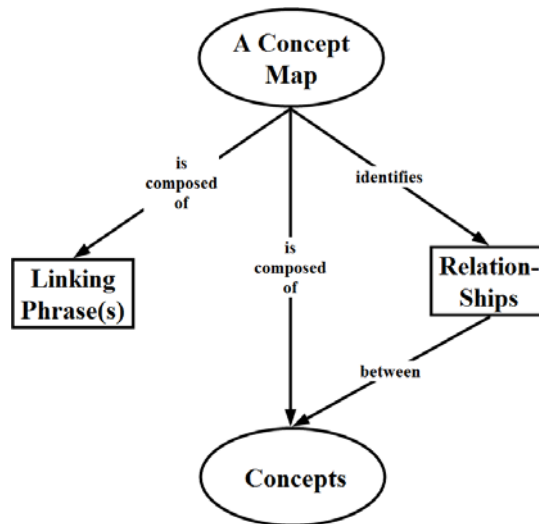 A Concept
Map
is
composed
of
identifies
is
composed
of
Linking
Phrase(s)
Relation-
Ships
between
Concepts